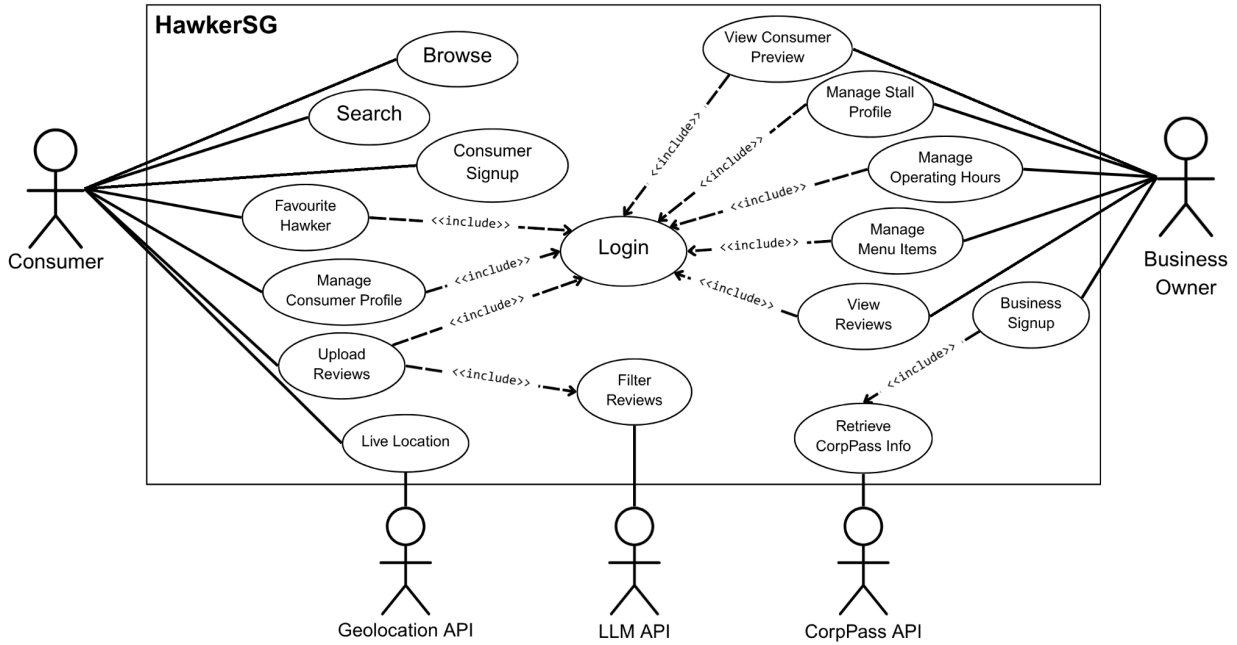 HawkerSG
Browse
Search
Consumer
Signup
Favourite
Hawker
Manage
Consumer Profile
Upload
Reviews
Live Location
Consumer
<<include>>
<<include>>
<<include>>
<<include>>
Login
Filter
Reviews
View Consumer
Preview
Manage Stall
Profile
Manage
Operating Hours
Manage
Menu Items
View
Reviews
Business
Signup
Retrieve
CorpPass Info
<<include>>
<<include>>
<<include>>
<<include>>
<<include>>
<<include>>
Business
Owner
Geolocation API
LLM API
CorpPass API